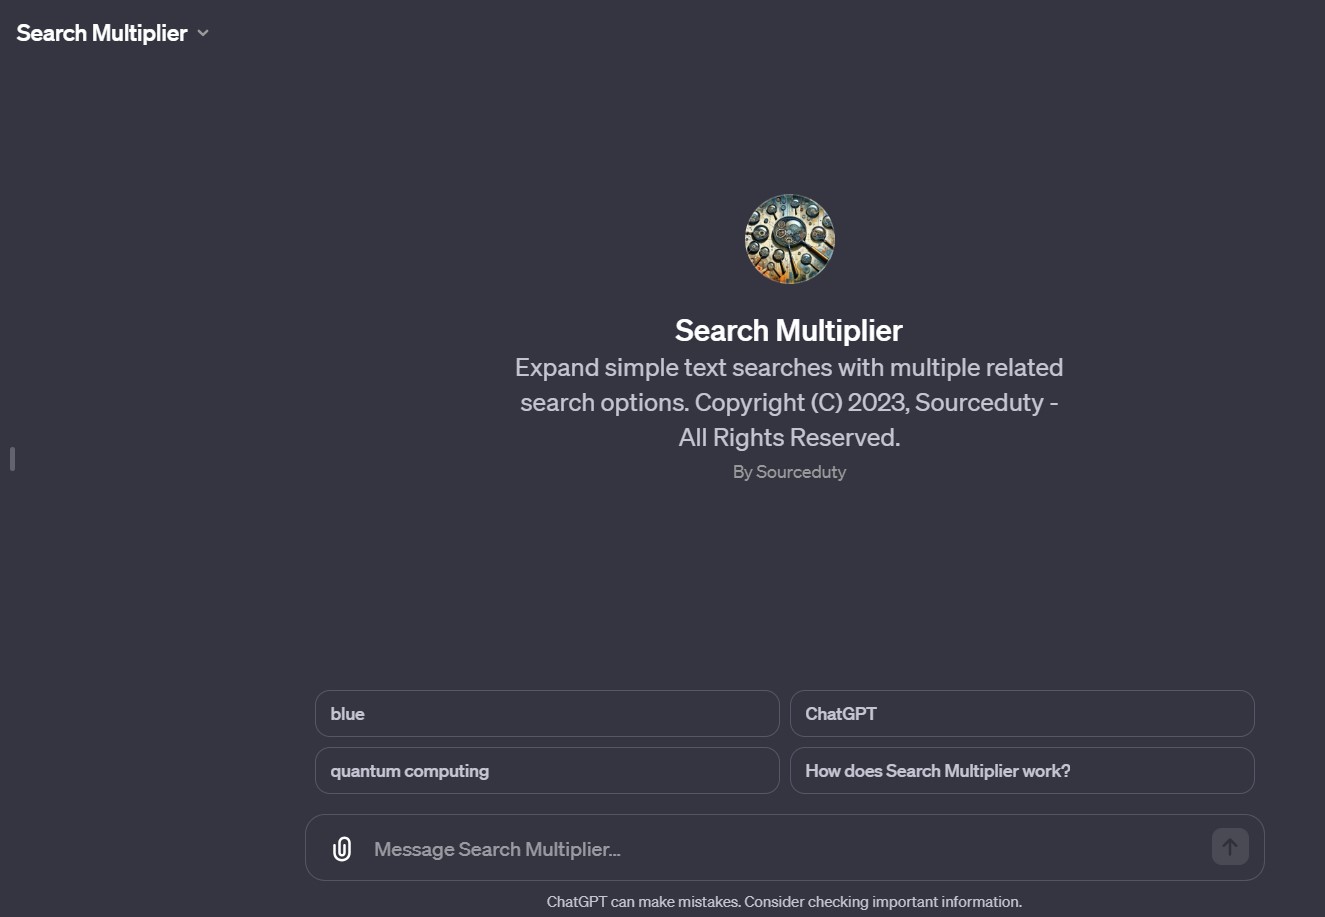 Search Multiplier
Search Multiplier
Expand simple text searches with multiple related
search options. Copyright (C) 2023, Sourceduty -
All Rights Reserved.
By Sourceduty
blue
ChatGPT
quantum computing
How does Search Multiplier work?
Message Search Multiplier...
ChatGPT can make mistakes. Consider checking important information.